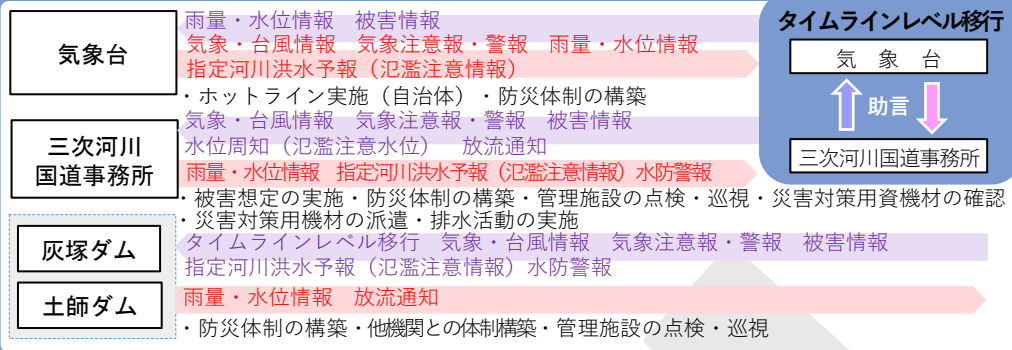 気象台
雨量・水位情報　被害情報
気象・台風情報　気象注意報・警報　雨量・水位情報
指定河川洪水予報（氾濫注意情報）
・ホットライン実施（自治体）・防災体制の構築
タイムラインレベル移行
気　象　台
助言
三次河川国道事務所
三次河川
国道事務所
気象・台風情報　気象注意報・警報　被害情報
水位周知（氾濫注意水位）　放流通知
雨量・水位情報　指定河川洪水予報（氾濫注意情報）水防警報
・被害想定の実施・防災体制の構築・管理施設の点検・巡視・災害対策用資機材の確認
・災害対策用機材の派遣・排水活動の実施
灰塚ダム
土師ダム
タイムラインレベル移行　気象・台風情報　気象注意報・警報　被害情報
指定河川洪水予報（氾濫注意情報）水防警報
雨量・水位情報　放流通知
・防災体制の構築・他機関との体制構築・管理施設の点検・巡視